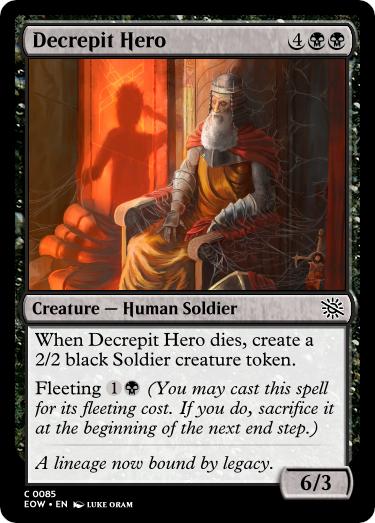 Decrepit Hero 4
Creature — Human Soldier
When Decrepit Hero dies, create a
2/2 black Soldier creature token.
Fleeting 1 (You may cast this spell
for its fleeting cost. If you do, sacrifice it
at the beginning of the next end step.)
A lineage now bound by legacy.
6/3
C 0085
EOW • EN LUKE ORAM